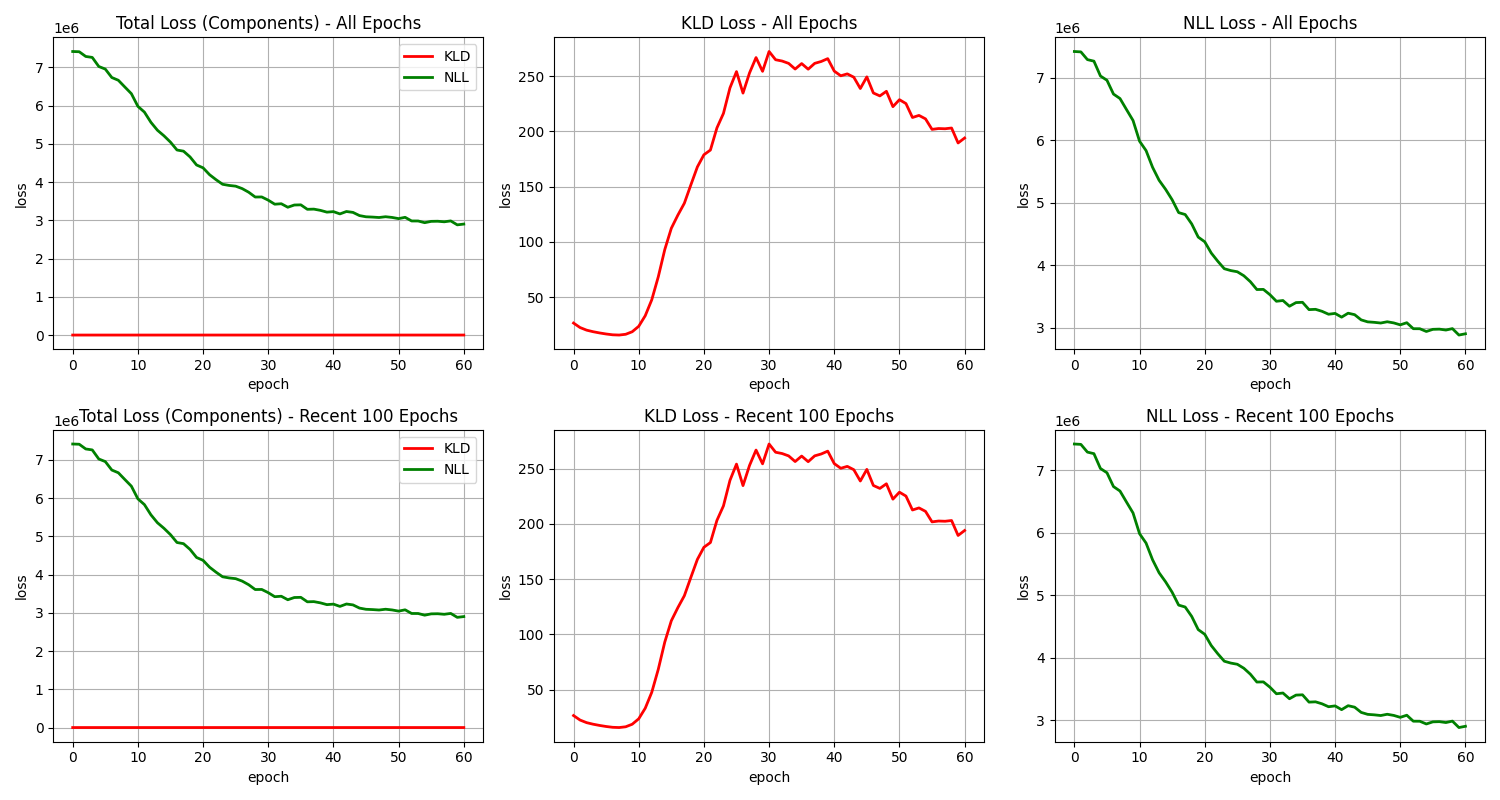 Total Loss (Components) - All Epochs
1e6
loss
7
6
5
4
3
2
1
0
KLD
NLL
0 10 20 30 40 50 60
epoch
KLD Loss - All Epochs
loss
250
200
150
100
50
0 10 20 30 40 50 60
epoch
NLL Loss - All Epochs
1e6
loss
7
6
5
4
3
0 10 20 30 40 50 60
epoch
Total Loss (Components) - Recent 100 Epochs
1e6
loss
7
6
5
4
3
2
1
0
KLD
NLL
0 10 20 30 40 50 60
epoch
KLD Loss - Recent 100 Epochs
loss
250
200
150
100
50
0 10 20 30 40 50 60
epoch
NLL Loss - Recent 100 Epochs
1e6
loss
7
6
5
4
3
0 10 20 30 40 50 60
epoch